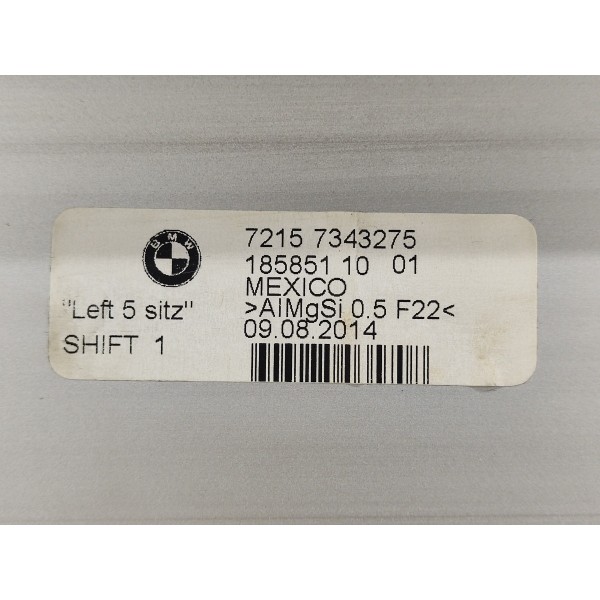 BMW
7215 7343275
185851 10 01
MEXICO
"Left 5 sitz"
>AlMgSi 0.5 F22<
SHIFT 1
09.08.2014